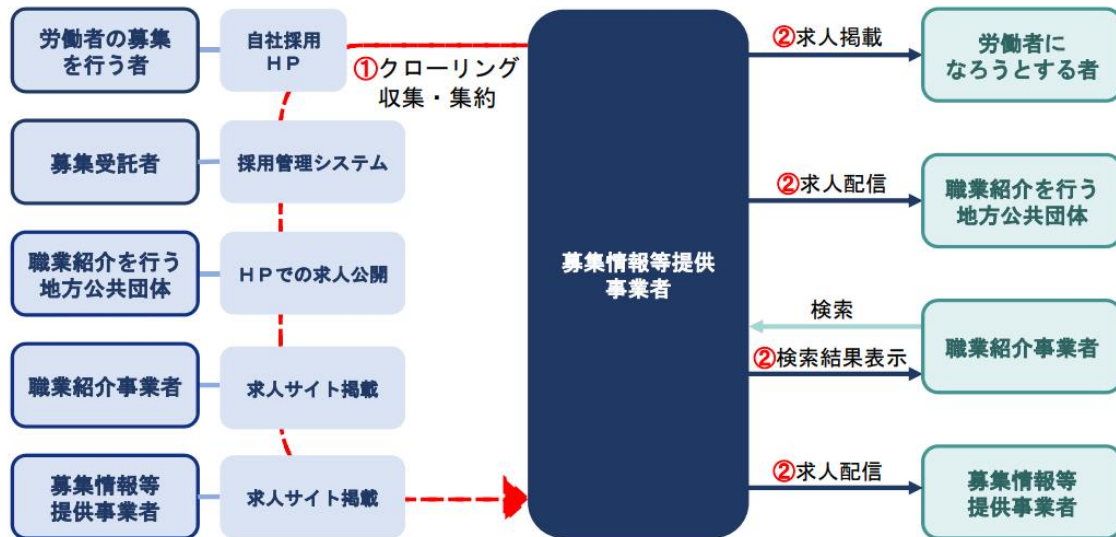 労働者の募集
を行う者
自社採用
ＨＰ
①クローリング
収集・集約
募集受託者
採用管理システム
職業紹介を行う
地方公共団体
ＨＰでの求人公開
職業紹介事業者
求人サイト掲載
募集情報等
提供事業者
求人サイト掲載
募集情報等提供
事業者
②求人掲載
労働者に
なろうとする者
②求人配信
職業紹介を行う
地方公共団体
検索
②検索結果表示
職業紹介事業者
②求人配信
募集情報等
提供事業者